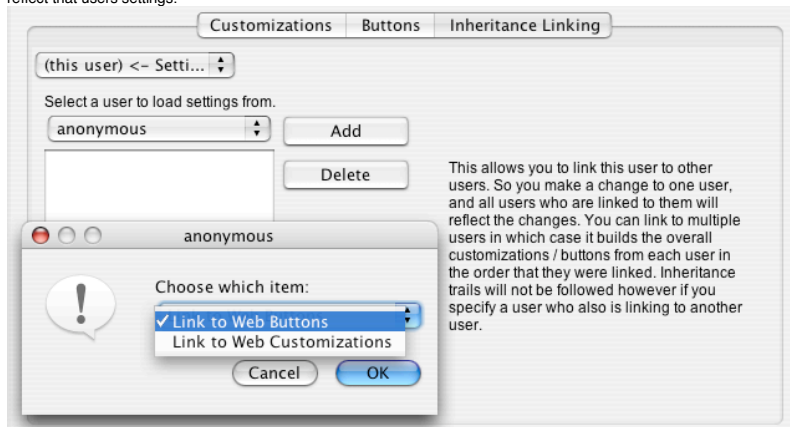 reflect that users settings.
Customizations Buttons Inheritance Linking
(this user) <- Setti...
Select a user to load settings from.
anonymous
Add
Delete
This allows you to link this user to other
users. So you make a change to one user,
and all users who are linked to them will
reflect the changes. You can link to multiple
users in which case it builds the overall
customizations / buttons from each user in
the order that they were linked. Inheritance
trails will not be followed however if you
specify a user who also is linking to another
user.
anonymous
Choose which item:
Link to Web Buttons
Link to Web Customizations
Cancel OK